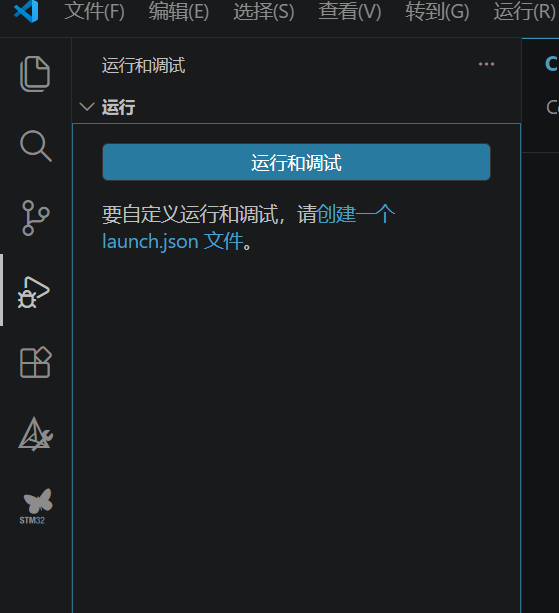 文件(F) 编辑(E) 选择(S) 查看(V) 转到(G) 运行(R)
运行和调试
运行
运行和调试
要自定义运行和调试，请创建一个
launch.json 文件。
STM32